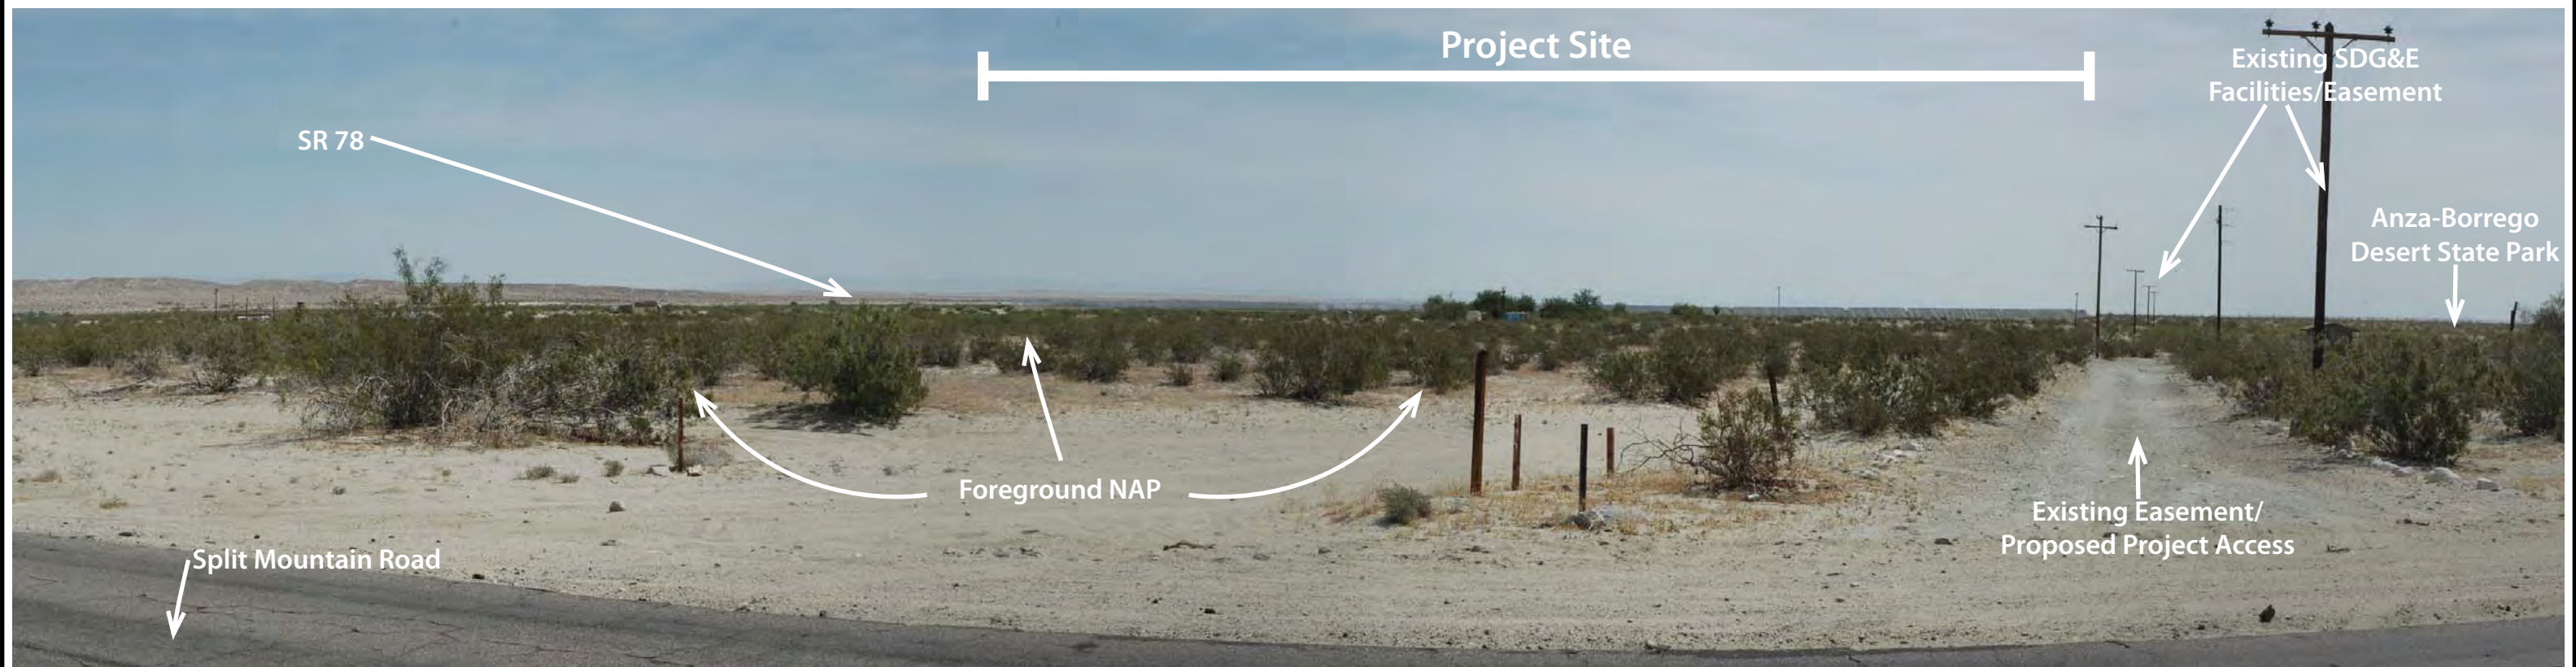 Project Site
Existing SDG&E
Facilities/Easement
SR 78
Anza-Borrego
Desert State Park
Foreground NAP
Existing Easement/
Proposed Project Access
Split Mountain Road